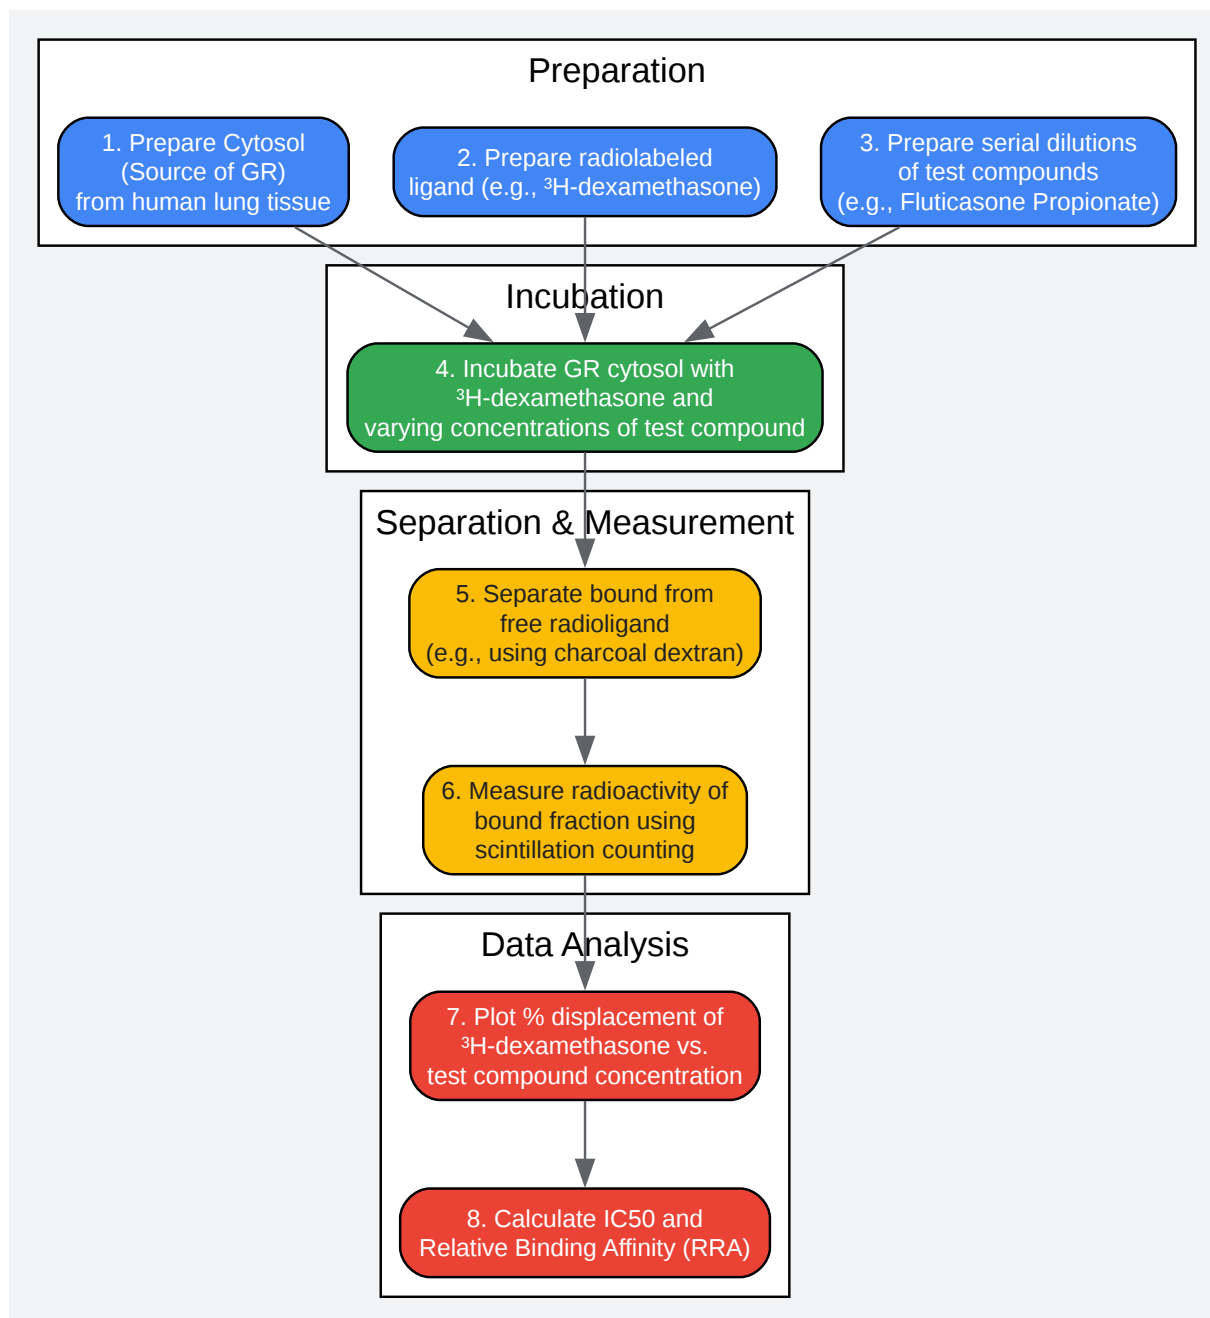 Preparation
1. Prepare Cytosol
(Source of GR)
from human lung tissue
2. Prepare radiolabeled
ligand (e.g., ³H-dexamethasone)
3. Prepare serial dilutions
of test compounds
(e.g., Fluticasone Propionate)
Incubation
4. Incubate GR cytosol with
³H-dexamethasone and
varying concentrations of test compound
Separation & Measurement
5. Separate bound from
free radioligand
(e.g., using charcoal dextran)
6. Measure radioactivity of
bound fraction using
scintillation counting
Data Analysis
7. Plot % displacement of
³H-dexamethasone vs.
test compound concentration
8. Calculate IC50 and
Relative Binding Affinity (RRA)